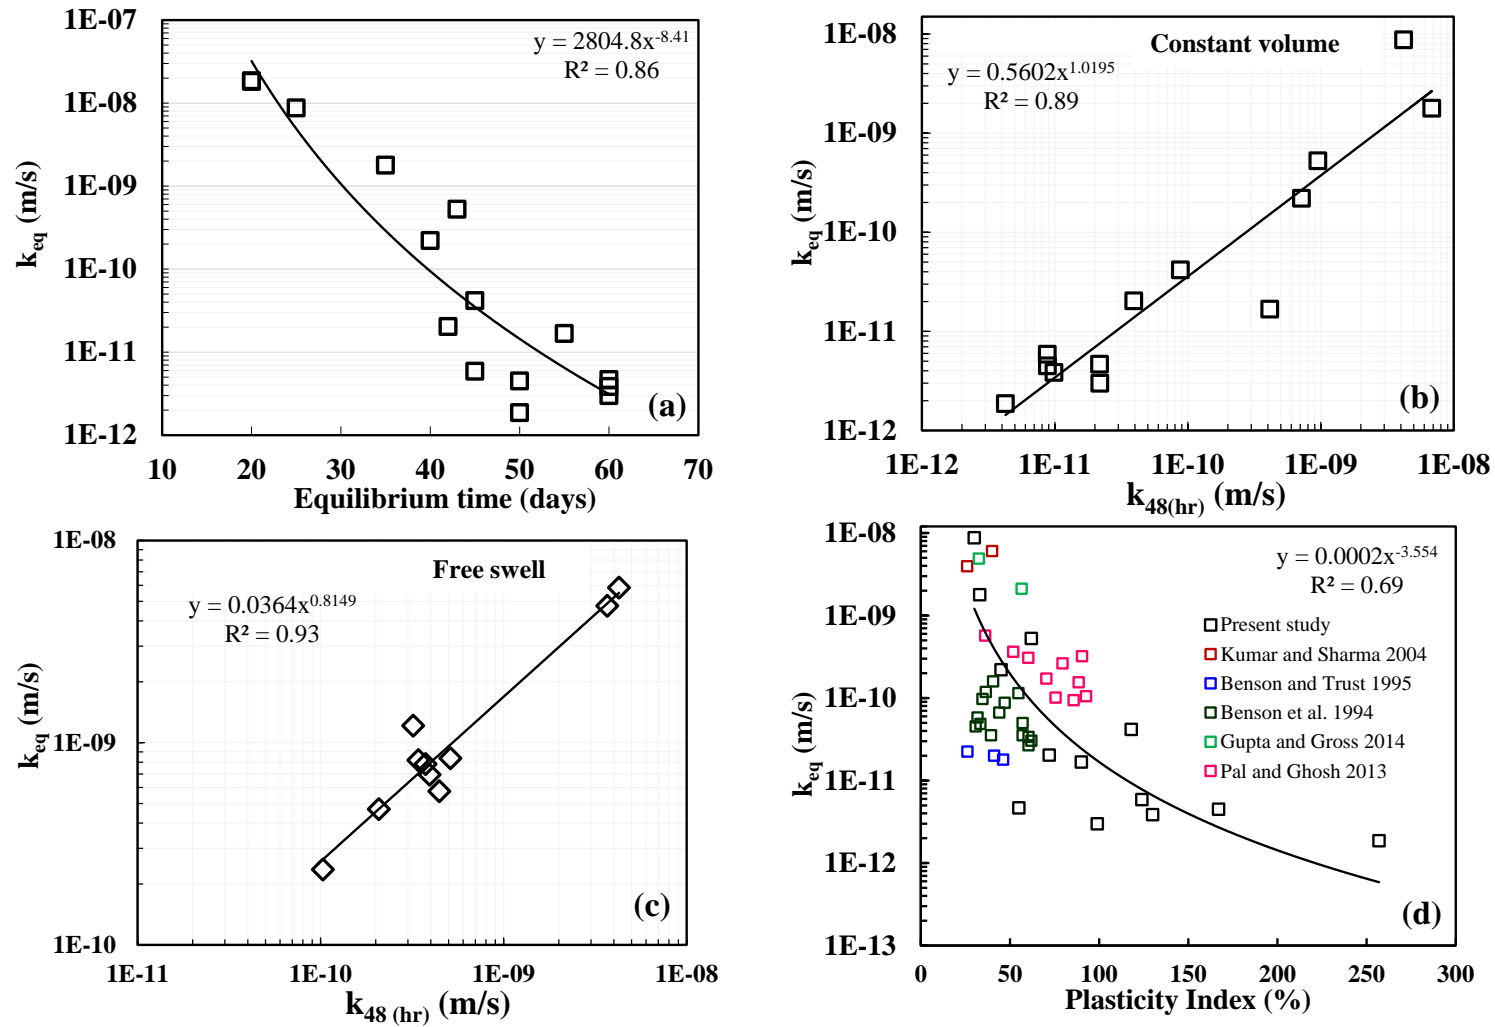 1E-07
1E-08
1E-09
1E-10
1E-11
1E-12
k_eq (m/s)
y = 2804.8x^-8.41
R² = 0.86
(a)
10 20 30 40 50 60 70
Equilibrium time (days)
1E-08
1E-09
1E-10
1E-11
1E-12
k_eq (m/s)
Constant volume
y = 0.5602x^1.0195
R² = 0.89
(b)
1E-12 1E-11 1E-10 1E-09 1E-08
k_48(hr) (m/s)
1E-08
1E-09
1E-10
k_eq (m/s)
Free swell
y = 0.0364x^0.8149
R² = 0.93
(c)
1E-11 1E-10 1E-09 1E-08
k_48 (hr) (m/s)
1E-08
1E-09
1E-10
1E-11
1E-12
1E-13
k_eq (m/s)
y = 0.0002x^-3.554
R² = 0.69
Present study
Kumar and Sharma 2004
Benson and Trust 1995
Benson et al. 1994
Gupta and Gross 2014
Pal and Ghosh 2013
(d)
0 50 100 150 200 250 300
Plasticity Index (%)